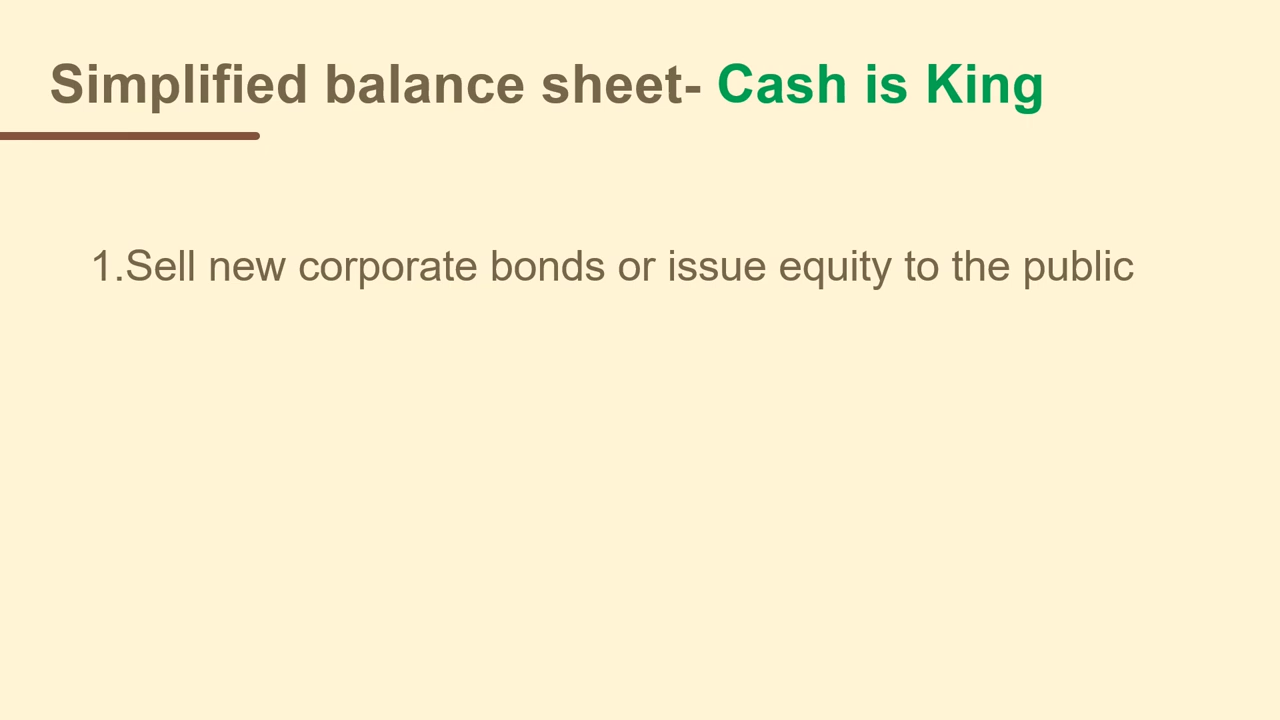 Simplified balance sheet- Cash is King
1.Sell new corporate bonds or issue equity to the public